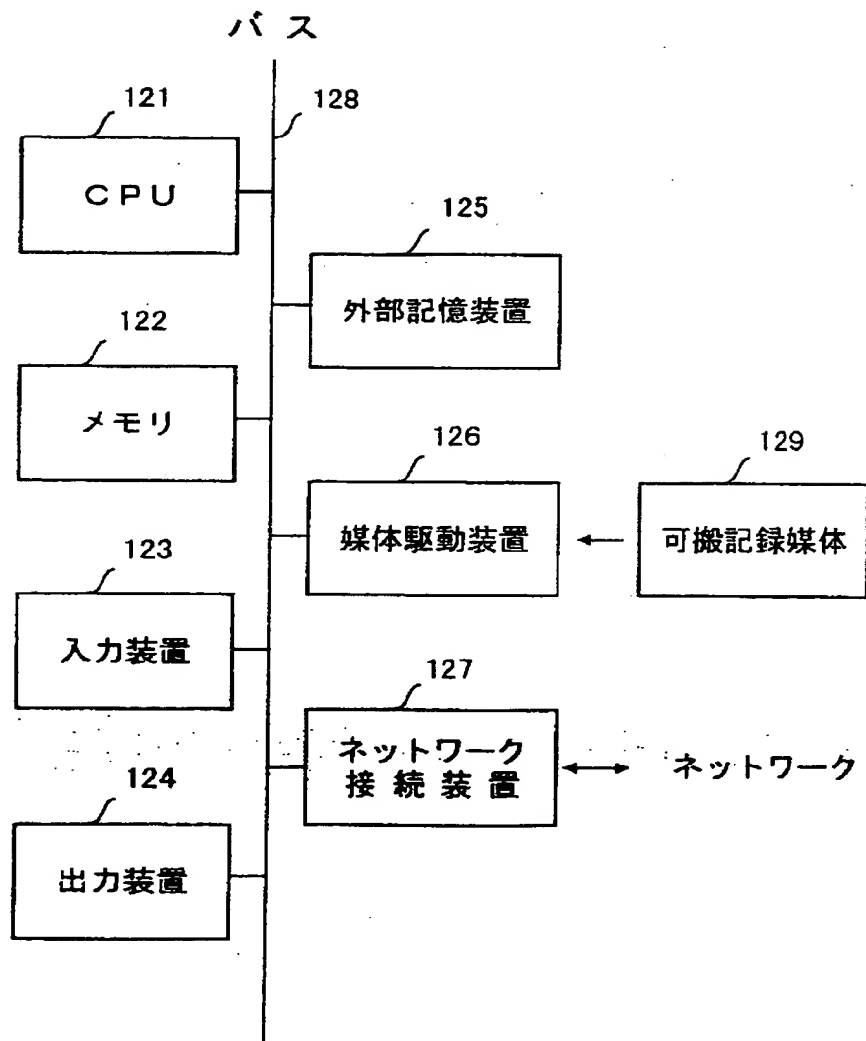 バス
128
121
CPU
125
外部記憶装置
122
メモリ
126
媒体駆動装置
129
可搬記録媒体
123
入力装置
127
ネットワーク
接続装置
ネットワーク
124
出力装置